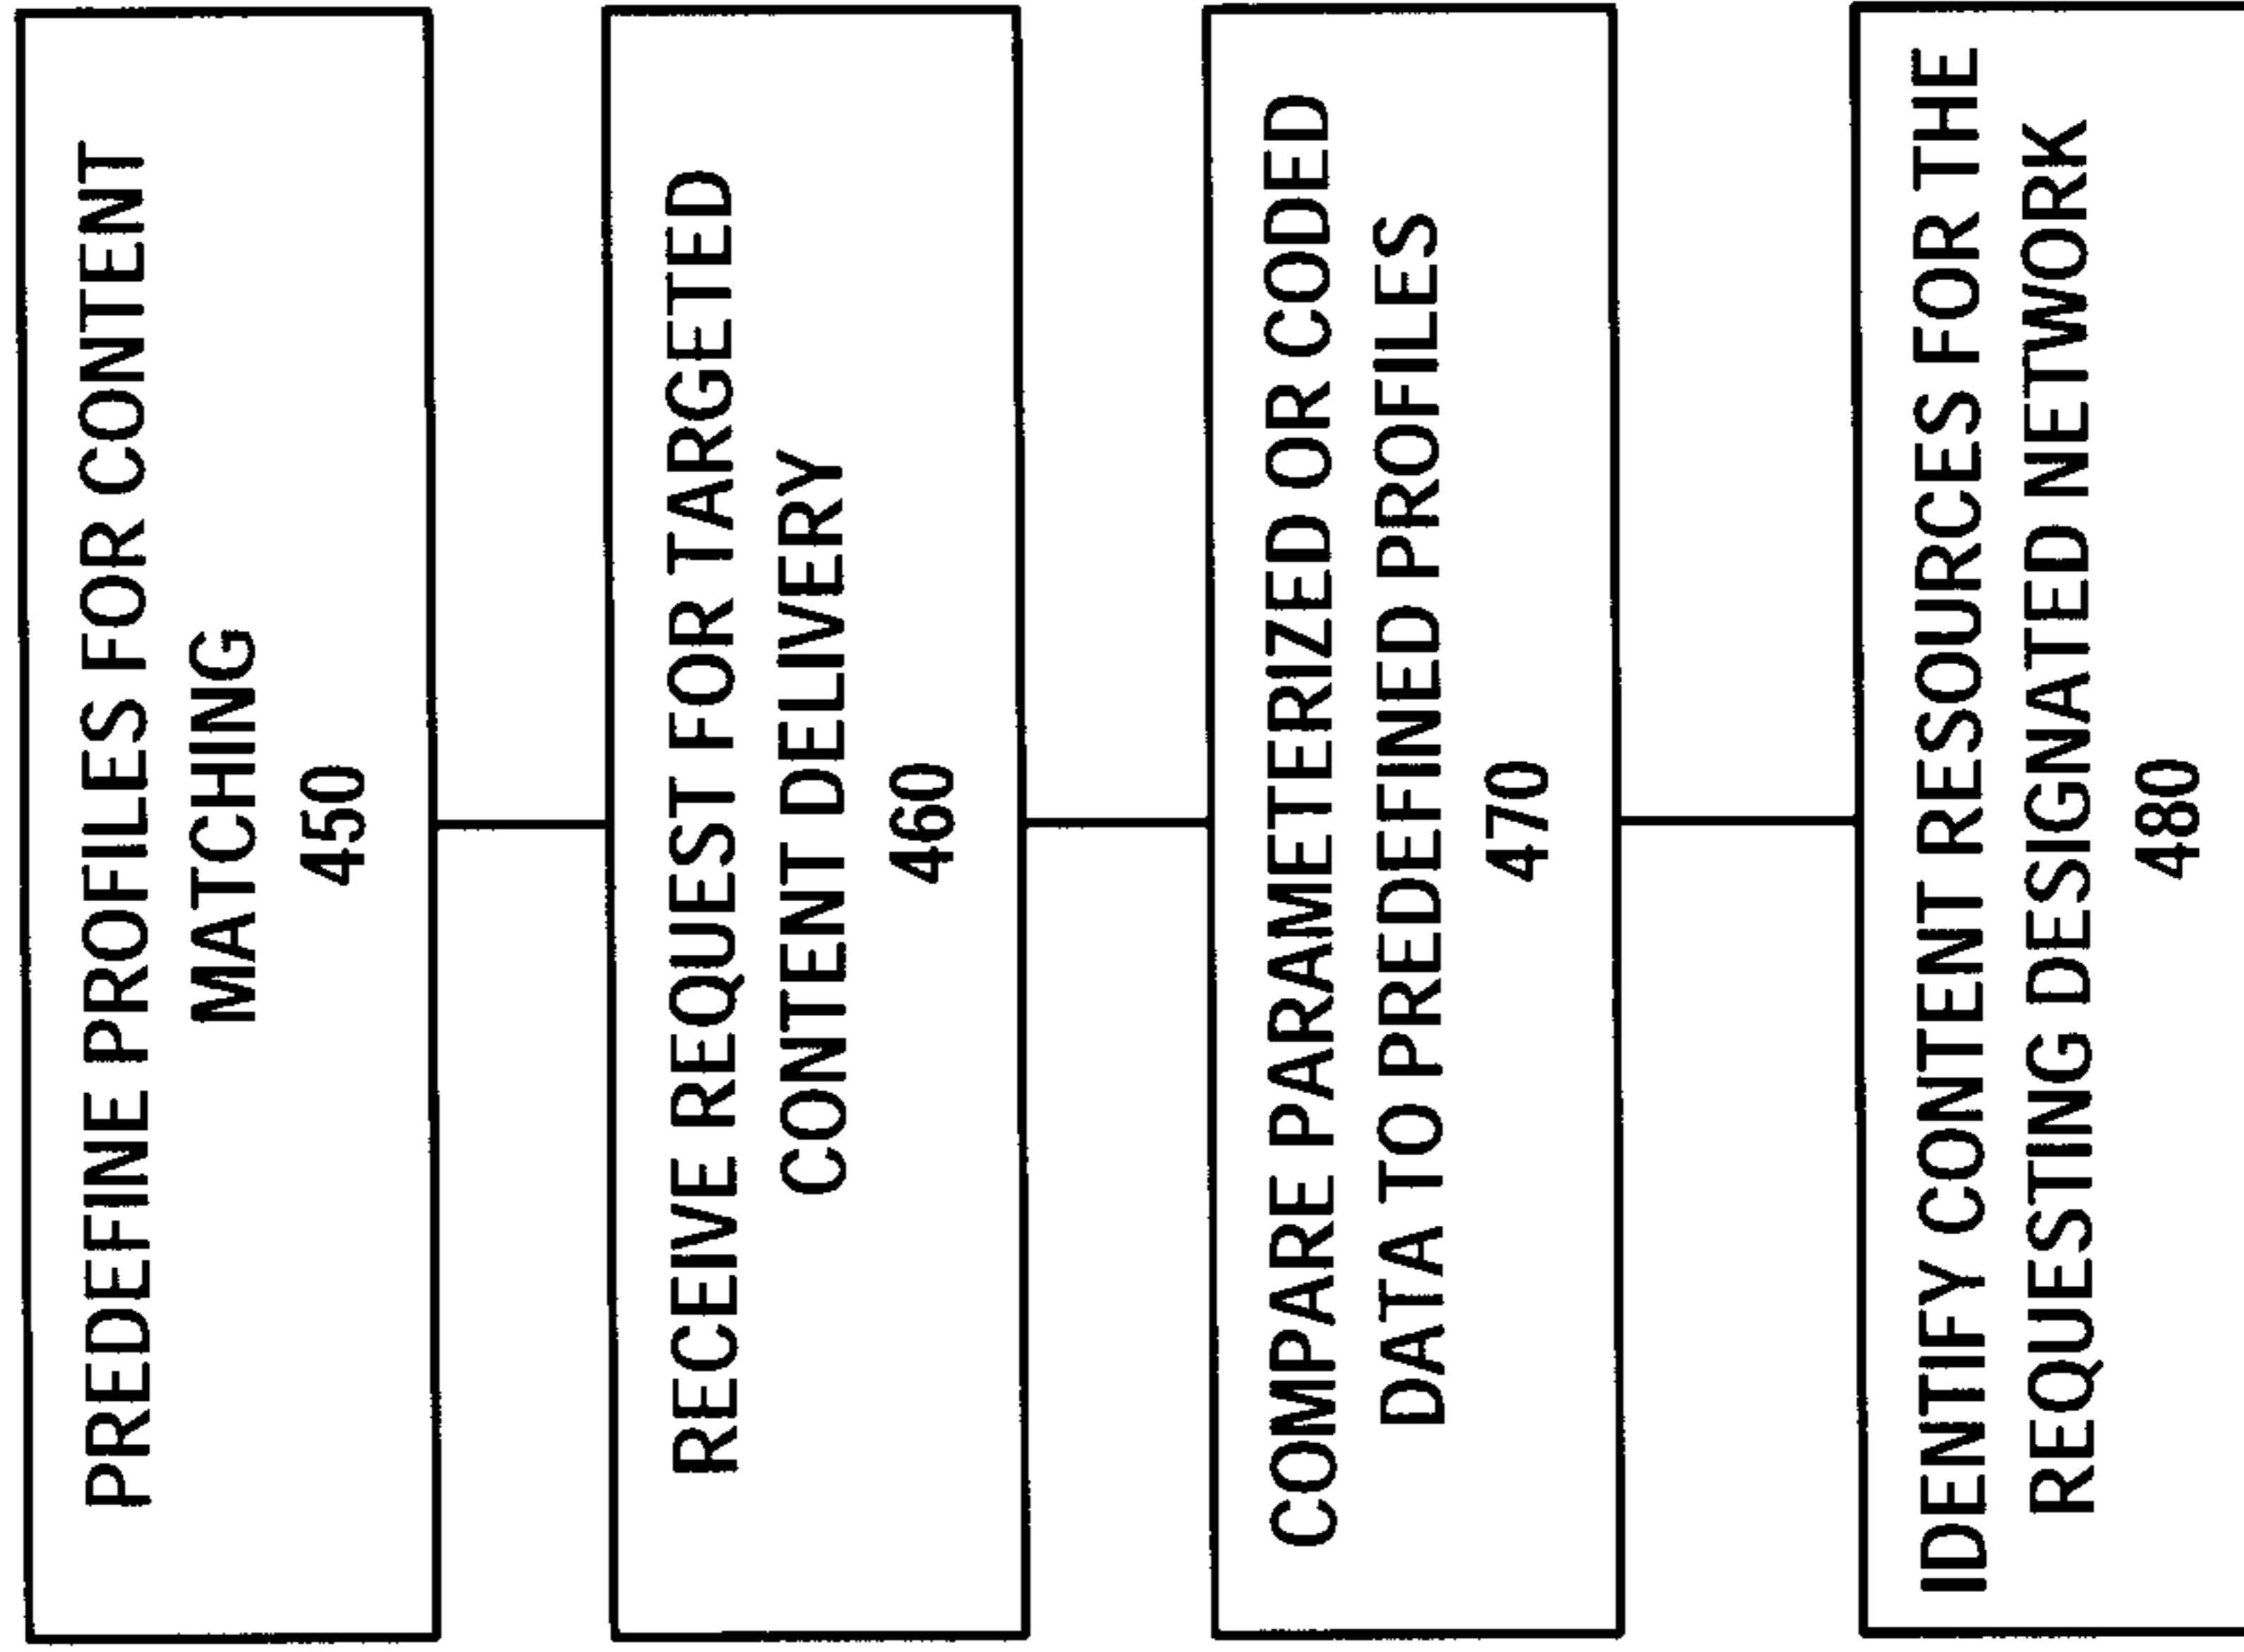 PREDEFINE PROFILES FOR CONTENT
MATCHING
450
RECEIVE REQUEST FOR TARGETED
CONTENT DELIVERY
460
COMPARE PARAMETERIZED OR CODED
DATA TO PREDEFINED PROFILES
470
IDENTIFY CONTENT RESOURCES FOR THE
REQUESTING DESIGNATED NETWORK
480